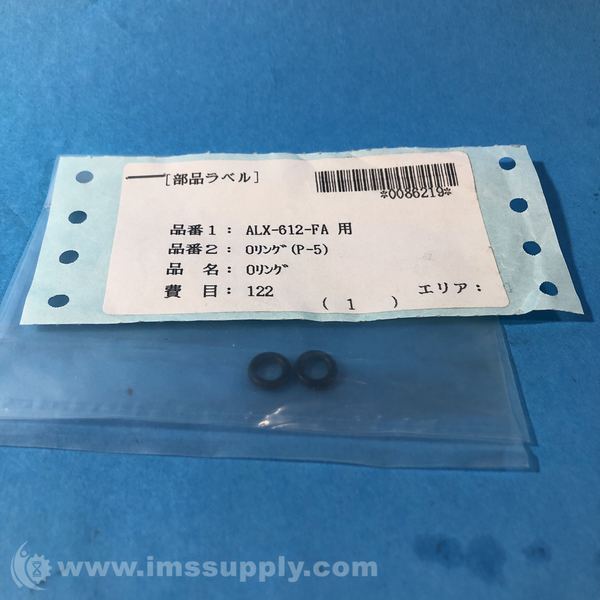 [部品ラベル]
*0086219*
品番1: ALX-612-FA 用
品番2: Oリング(P-5)
品 名: Oリング
費 目: 122
( 1 )
エリア:
www.imssupply.com